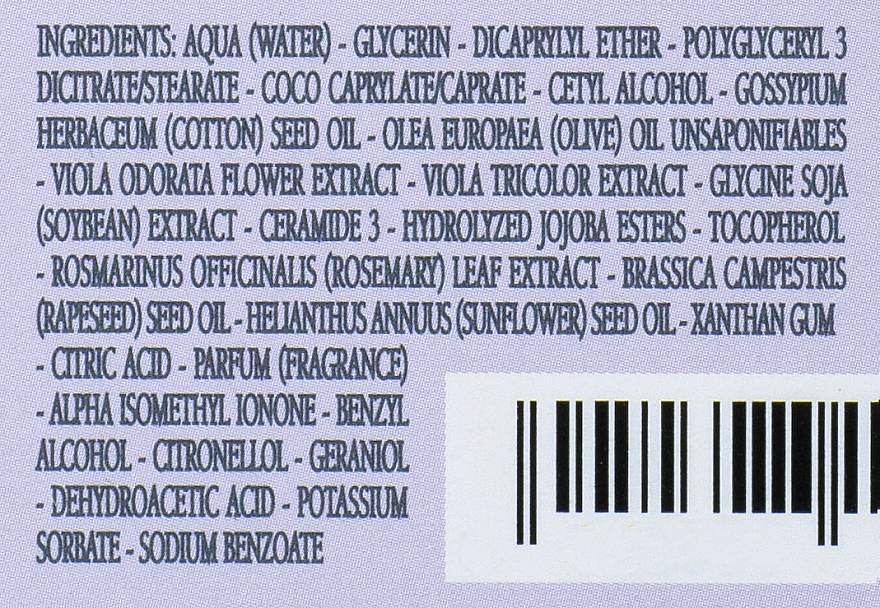 INGREDIENTS: AQUA (WATER) - GLYCERIN - DICAPRYLYL ETHER - POLYGLYCERYL 3
DICITRATE/STEARATE - COCO CAPRYLATE/CAPRATE - CETYL ALCOHOL - GOSSYPIUM
HERBACEUM (COTTON) SEED OIL - OLEA EUROPAEA (OLIVE) OIL UNSAPONIFIABLES
- VIOLA ODORATA FLOWER EXTRACT - VIOLA TRICOLOR EXTRACT - GLYCINE SOJA
(SOYBEAN) EXTRACT - CERAMIDE 3 - HYDROLYZED JOJOBA ESTERS - TOCOPHEROL
- ROSMARINUS OFFICINALIS (ROSEMARY) LEAF EXTRACT - BRASSICA CAMPESTRIS
(RAPESEED) SEED OIL - HELIANTHUS ANNUUS (SUNFLOWER) SEED OIL - XANTHAN GUM
- CITRIC ACID - PARFUM (FRAGRANCE)
- ALPHA ISOMETHYL IONONE - BENZYL
ALCOHOL - CITRONELLOL - GERANIOL
- DEHYDROACETIC ACID - POTASSIUM
SORBATE - SODIUM BENZOATE